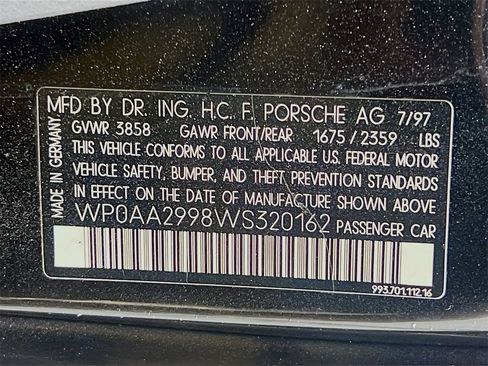 MFD BY DR. ING. H.C. F. PORSCHE AG 7/97
GVWR 3858 GAWR FRONT/REAR 1675/2359 LBS
THIS VEHICLE CONFORMS TO ALL APPLICABLE U.S. FEDERAL MOTOR
VEHICLE SAFETY, BUMPER, AND THEFT PREVENTION STANDARDS
IN EFFECT ON THE DATE OF MANUFACTURE SHOWN ABOVE
WP0AA2998WS320162 PASSENGER CAR
993.701.112.16
MADE IN GERMANY